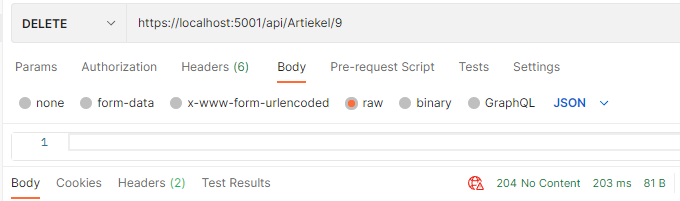 DELETE https://localhost:5001/api/Artiekel/9
Params Authorization Headers (6) Body Pre-request Script Tests Settings
none form-data x-www-form-urlencoded raw binary GraphQL JSON
1
Body Cookies Headers (2) Test Results 204 No Content 203 ms 81 B